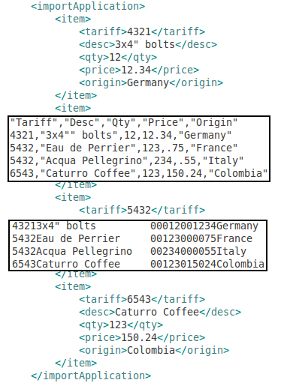 <importApplication>
<item>
<tariff>4321</tariff>
<desc>3x4" bolts</desc>
<qty>12</qty>
<price>12.34</price>
<origin>Germany</origin>
</item>
<item>
"Tariff","Desc","Qty","Price","Origin"
4321,"3x4"" bolts",12,12.34,"Germany"
5432,"Eau de Perrier",123,.75,"France"
5432,"Acqua Pellegrino",234,.55,"Italy"
6543,"Caturro Coffee",123,150.24,"Colombia"
</item>
<item>
<tariff>5432</tariff>
43213x4" bolts 00012001234Germany
5432Eau de Perrier 00123000075France
5432Acqua Pellegrino 00234000055Italy
6543Caturro Coffee 00123015024Colombia
</item>
<item>
<tariff>6543</tariff>
<desc>Caturro Coffee</desc>
<qty>123</qty>
<price>150.24</price>
<origin>Colombia</origin>
</item>
</importApplication>